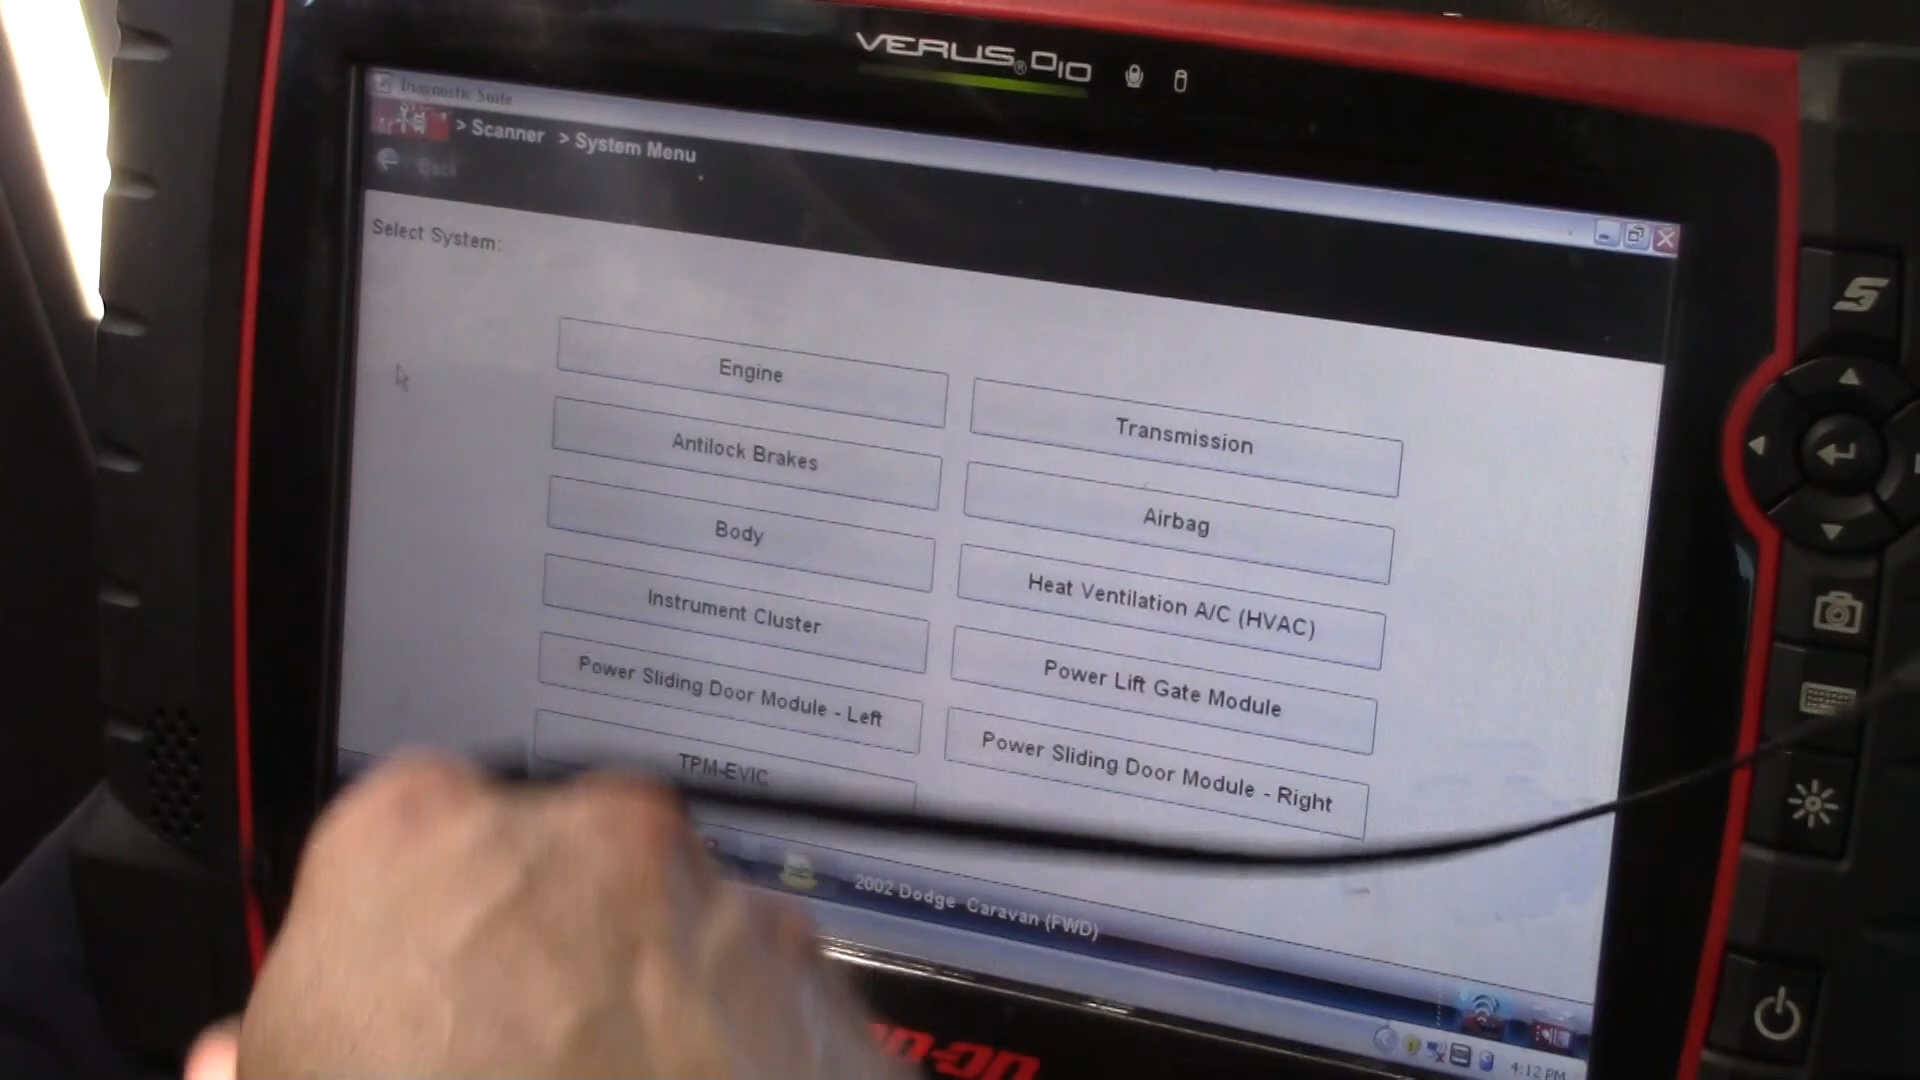 VERUS® D10
Diagnostic Suite
> Scanner > System Menu
Back
Select System:
Engine
Transmission
Antilock Brakes
Airbag
Body
Heat Ventilation A/C (HVAC)
Instrument Cluster
Power Lift Gate Module
Power Sliding Door Module - Left
Power Sliding Door Module - Right
TPM-EVIC
2002 Dodge Caravan (FWD)
4:12 PM